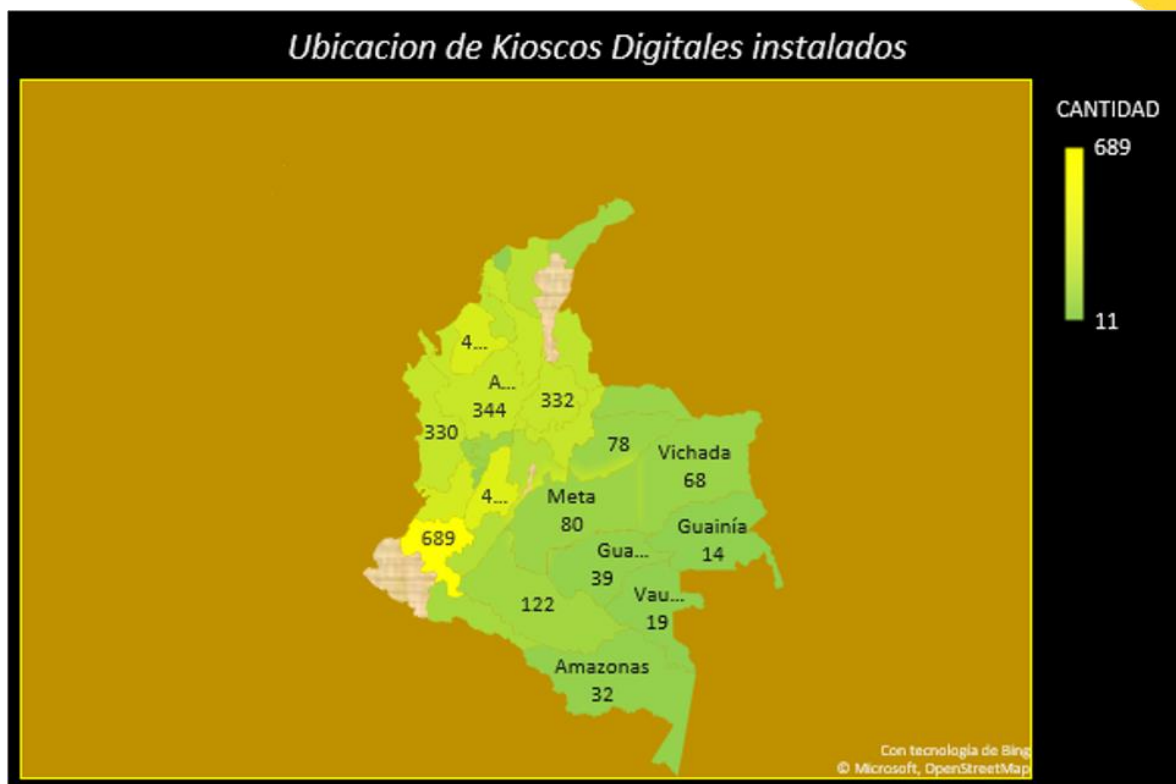 Ubicacion de Kioscos Digitales instalados
CANTIDAD
689
11
4...
A...
344
332
330
78
Vichada
68
4...
Meta
80
Guainía
14
689
Gua...
39
Vau...
19
122
Amazonas
32
Con tecnología de Bing
© Microsoft, OpenStreetMap